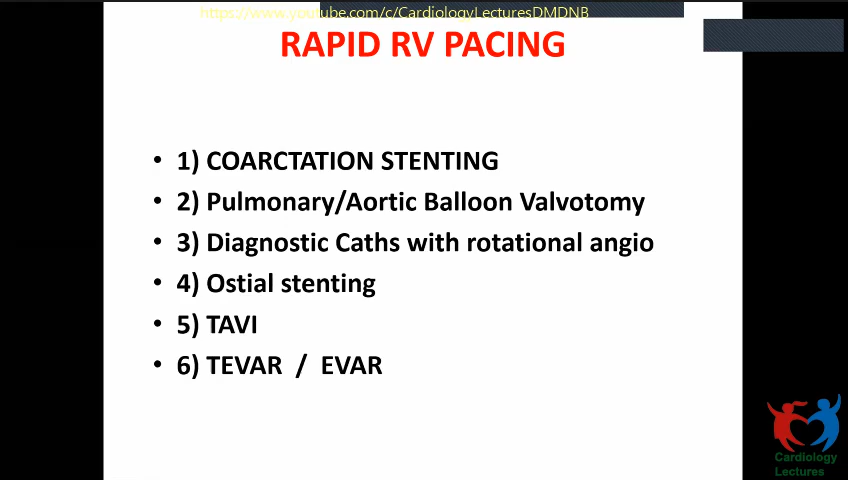 https://www.youtube.com/c/CardiologyLecturesDMDNB
RAPID RV PACING
• 1) COARCTATION STENTING
• 2) Pulmonary/Aortic Balloon Valvotomy
• 3) Diagnostic Caths with rotational angio
• 4) Ostial stenting
• 5) TAVI
• 6) TEVAR / EVAR
Cardiology
Lectures